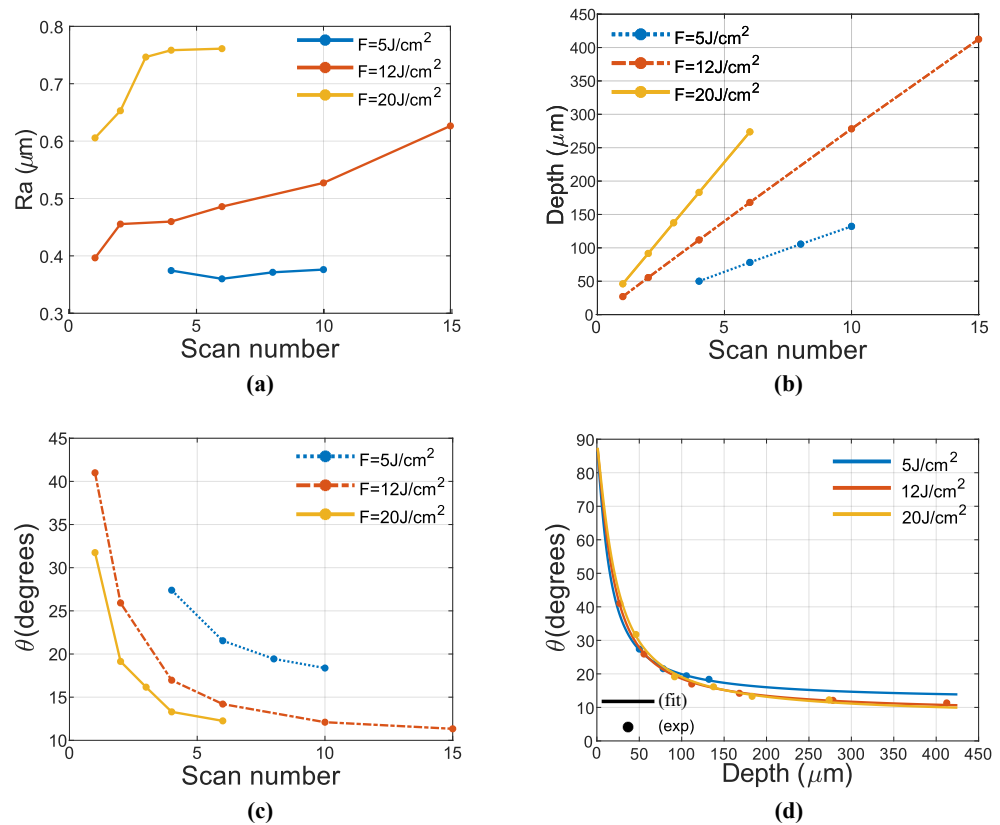 0.8
0.7
0.6
0.5
0.4
0.3
Ra (μm)
F=5J/cm²
F=12J/cm²
F=20J/cm²
0 5 10 15
Scan number
(a)
450
400
350
300
250
200
150
100
50
0
Depth (μm)
F=5J/cm²
F=12J/cm²
F=20J/cm²
0 5 10 15
Scan number
(b)
45
40
35
30
25
20
15
10
θ(degrees)
F=5J/cm²
F=12J/cm²
F=20J/cm²
0 5 10 15
Scan number
(c)
90
80
70
60
50
40
30
20
10
0
θ(degrees)
5J/cm²
12J/cm²
20J/cm²
(fit)
(exp)
0 50 100 150 200 250 300 350 400 450
Depth (μm)
(d)